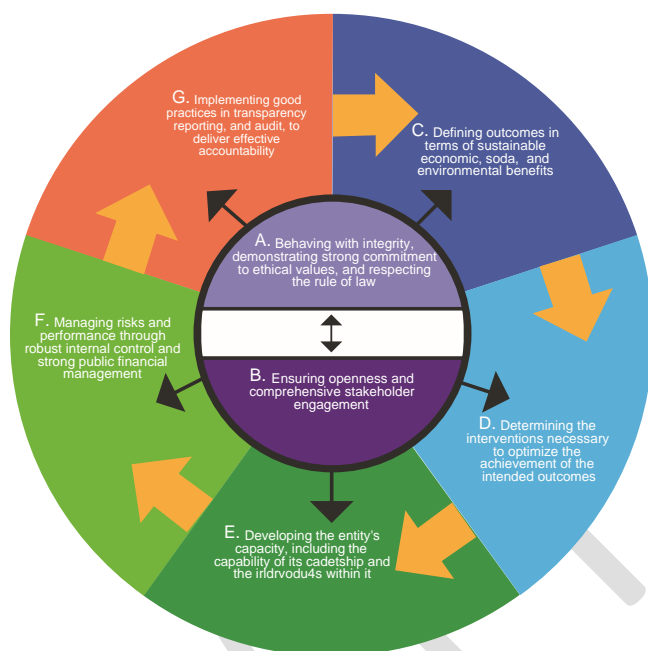 G. Implementing good
practices in transparency
reporting, and audit, to
deliver effective
accountability
C. Defining outcomes in
terms of sustainable
economic, soda, and
environmental benefits
A. Behaving with integrity,
demonstrating strong commitment
to ethical values, and respecting
the rule of law
F. Managing risks and
performance through
robust internal control and
strong public financial
management
B. Ensuring openness and
comprehensive stakeholder
engagement
D. Determining the
interventions necessary
to optimize the
achievement of the
intended outcomes
E. Developing the entity's
capacity, including the
capability of its cadetship and
the irldrvodu4s within it